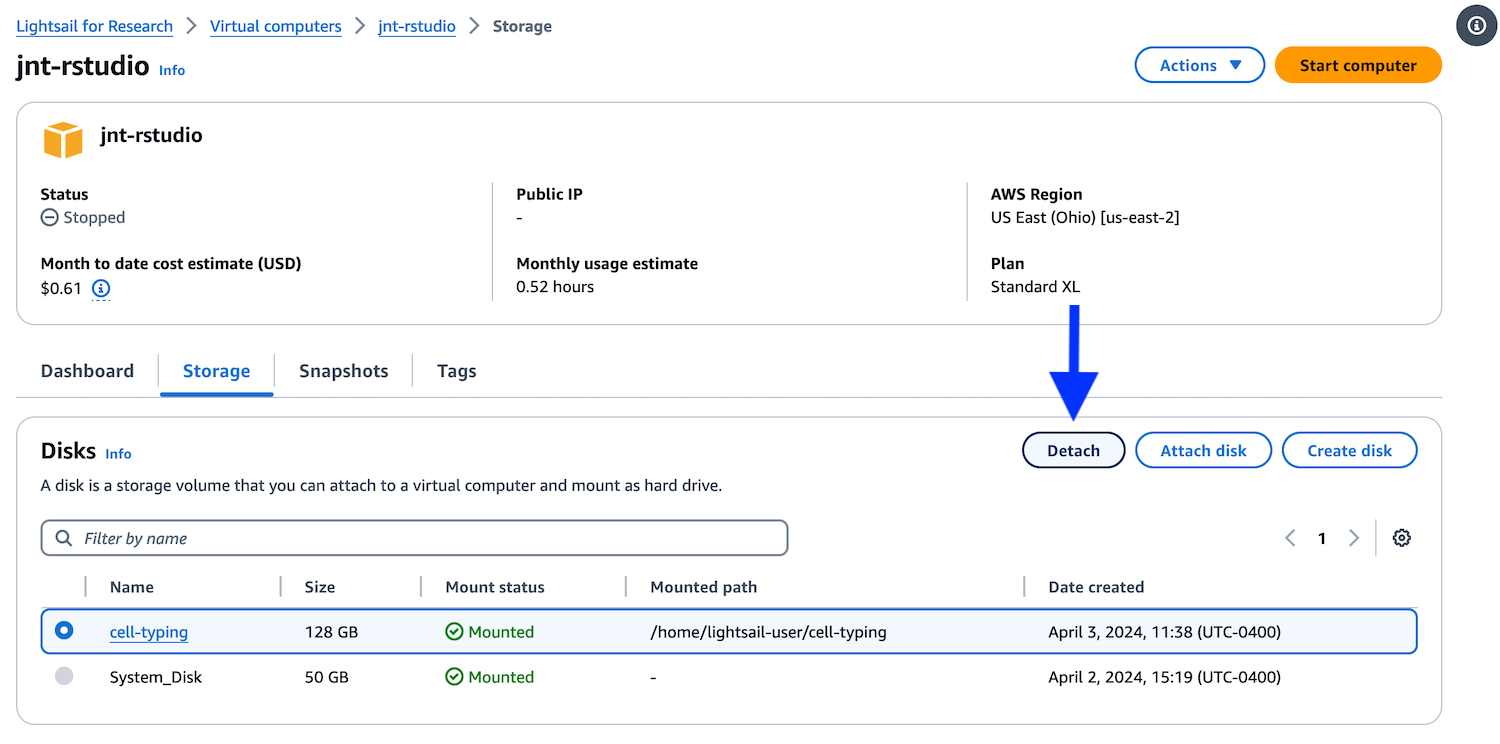 Lightsail for Research > Virtual computers > jnt-rstudio > Storage
jnt-rstudio Info
Actions ▼ Start computer
jnt-rstudio
Status Public IP AWS Region
Stopped - US East (Ohio) [us-east-2]
Month to date cost estimate (USD) Monthly usage estimate Plan
$0.61 0.52 hours Standard XL
Dashboard Storage Snapshots Tags
Disks Info Detach Attach disk Create disk
A disk is a storage volume that you can attach to a virtual computer and mount as hard drive.
Filter by name < 1 >
Name Size Mount status Mounted path Date created
cell-typing 128 GB Mounted /home/lightsail-user/cell-typing April 3, 2024, 11:38 (UTC-0400)
System_Disk 50 GB Mounted - April 2, 2024, 15:19 (UTC-0400)